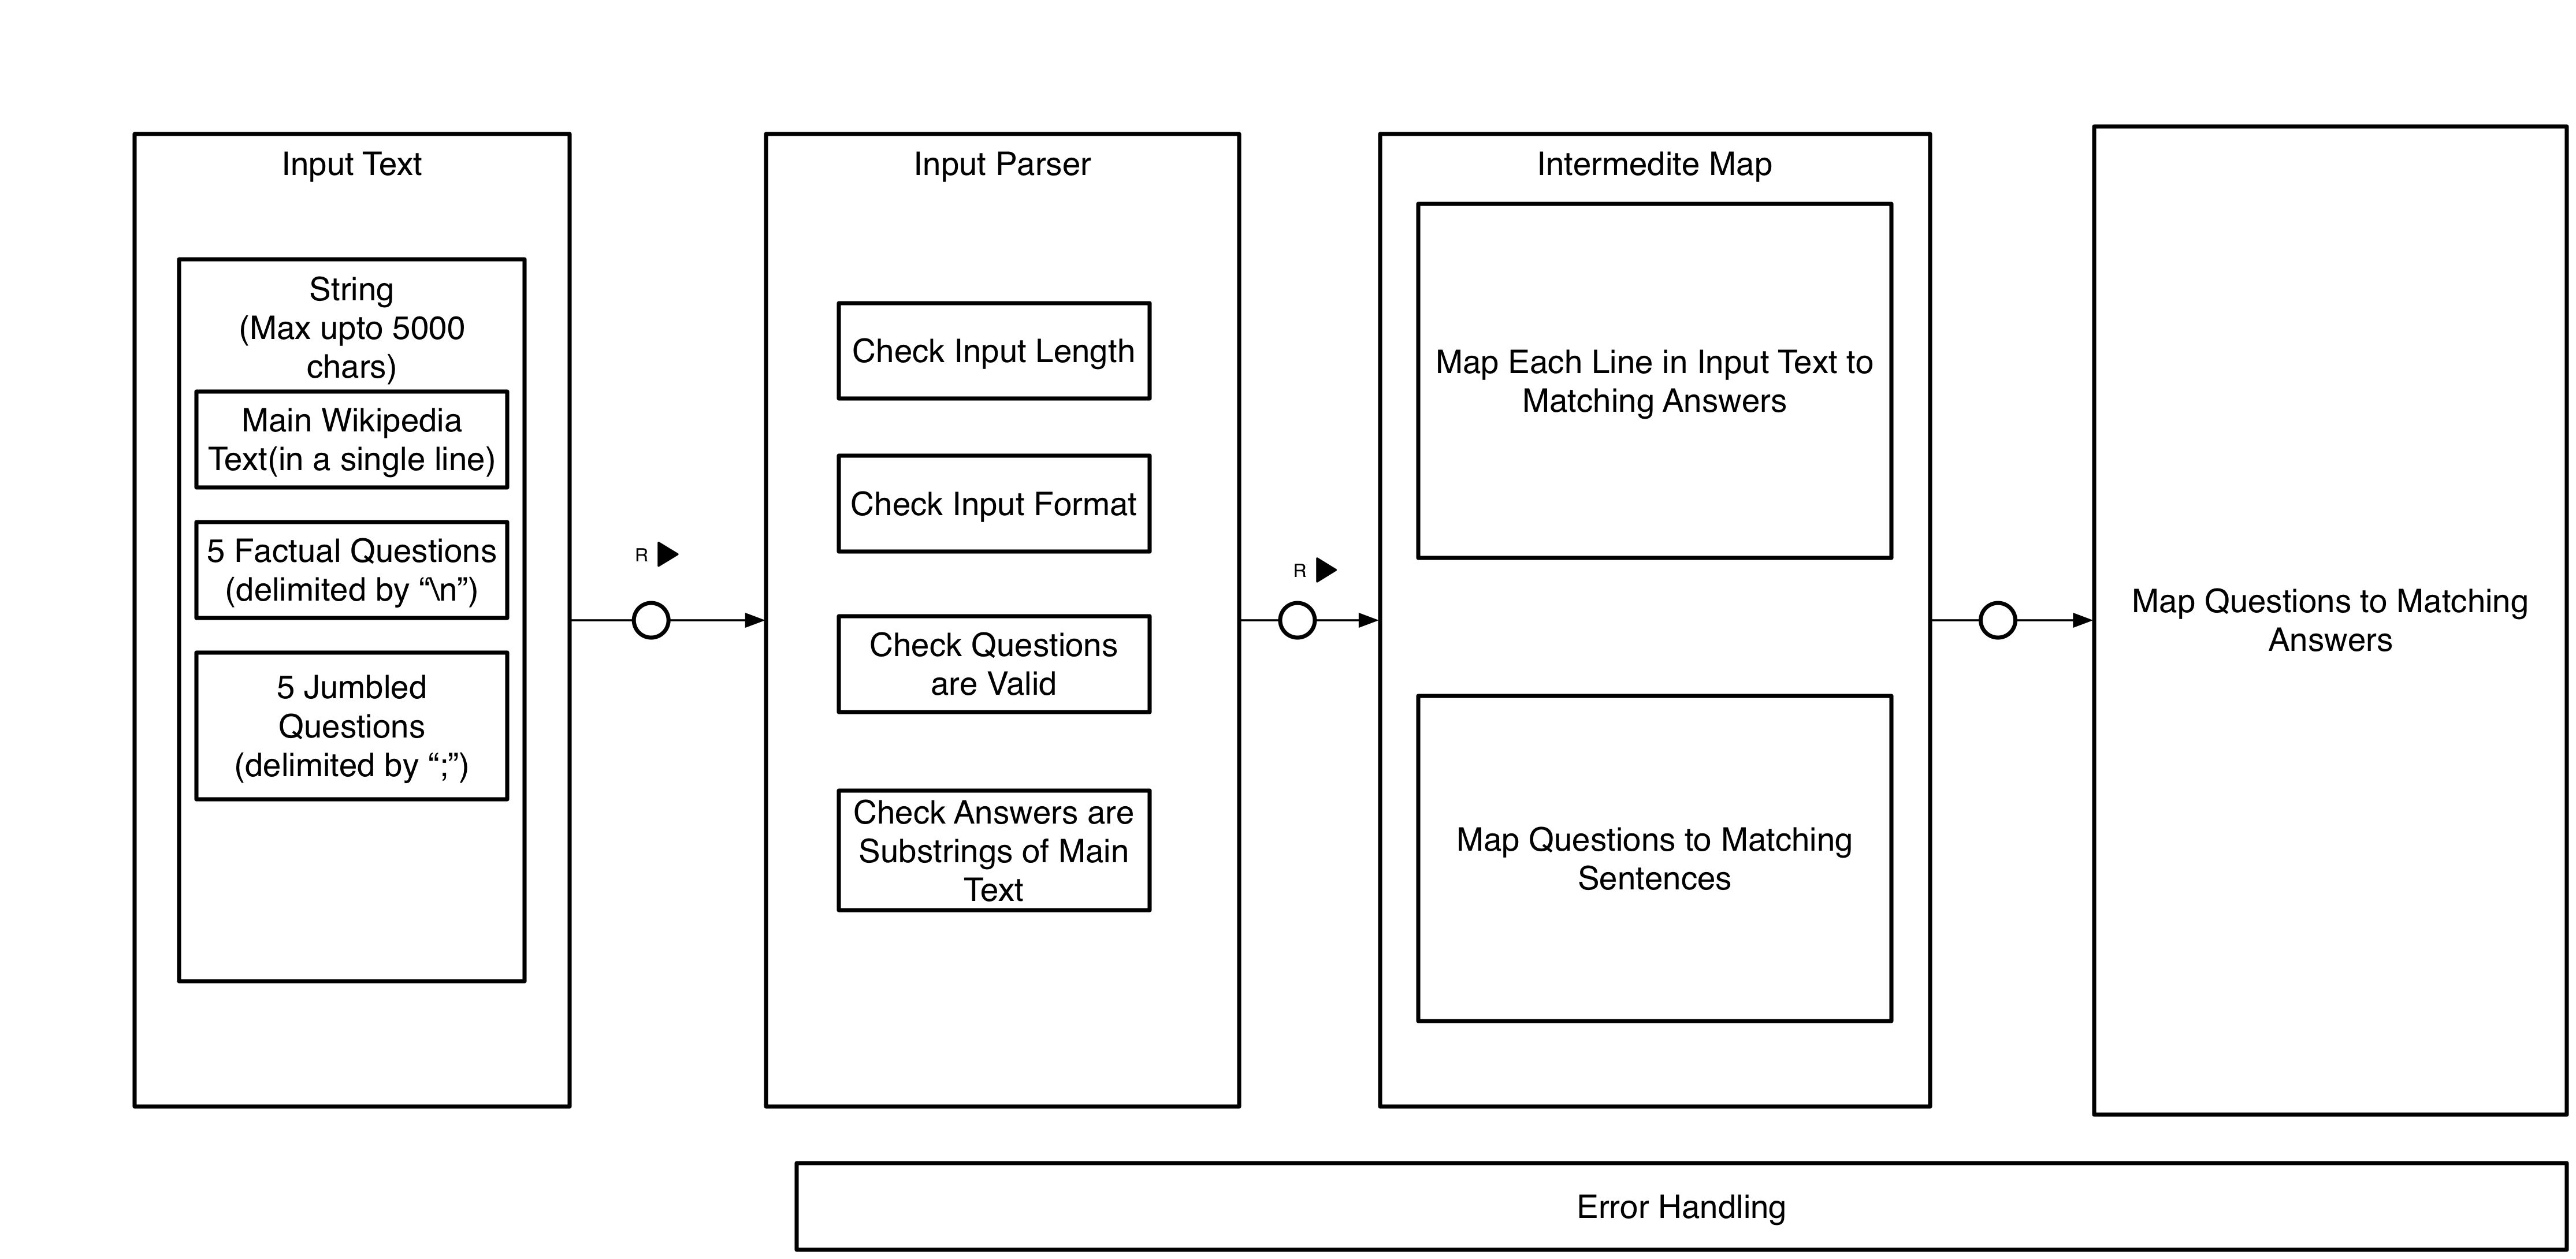 Input Text
String
(Max upto 5000
chars)
Main Wikipedia
Text(in a single line)
5 Factual Questions
(delimited by “\n”)
5 Jumbled
Questions
(delimited by “;”)
R
Input Parser
Check Input Length
Check Input Format
Check Questions
are Valid
Check Answers are
Substrings of Main
Text
R
Intermedite Map
Map Each Line in Input Text to
Matching Answers
Map Questions to Matching
Sentences
Map Questions to Matching
Answers
Error Handling